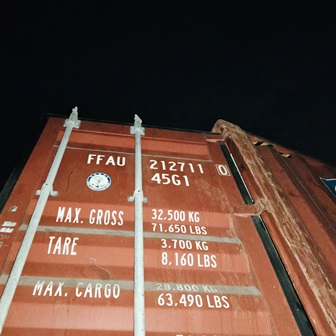 FFAU 212711 0
45G1
MAX. GROSS 32.500 KG
71.650 LBS
TARE 3.700 KG
8.160 LBS
MAX. CARGO 28.800 KG
63,490 LBS